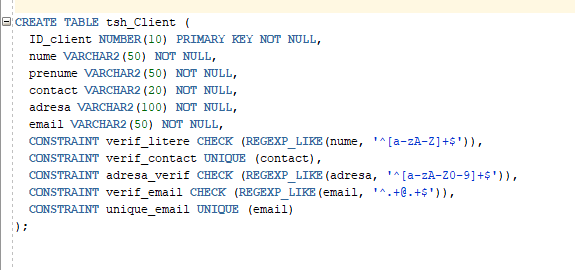 CREATE TABLE tsh_Client (
ID_client NUMBER(10) PRIMARY KEY NOT NULL,
nume VARCHAR2(50) NOT NULL,
prenume VARCHAR2(50) NOT NULL,
contact VARCHAR2(20) NOT NULL,
adresa VARCHAR2(100) NOT NULL,
email VARCHAR2(50) NOT NULL,
CONSTRAINT verif_litere CHECK (REGEXP_LIKE(nume, '^[a-zA-Z]+$')),
CONSTRAINT verif_contact UNIQUE (contact),
CONSTRAINT adresa_verif CHECK (REGEXP_LIKE(adresa, '^[a-zA-Z0-9]+$')),
CONSTRAINT verif_email CHECK (REGEXP_LIKE(email, '^.+@.+$')),
CONSTRAINT unique_email UNIQUE (email)
);